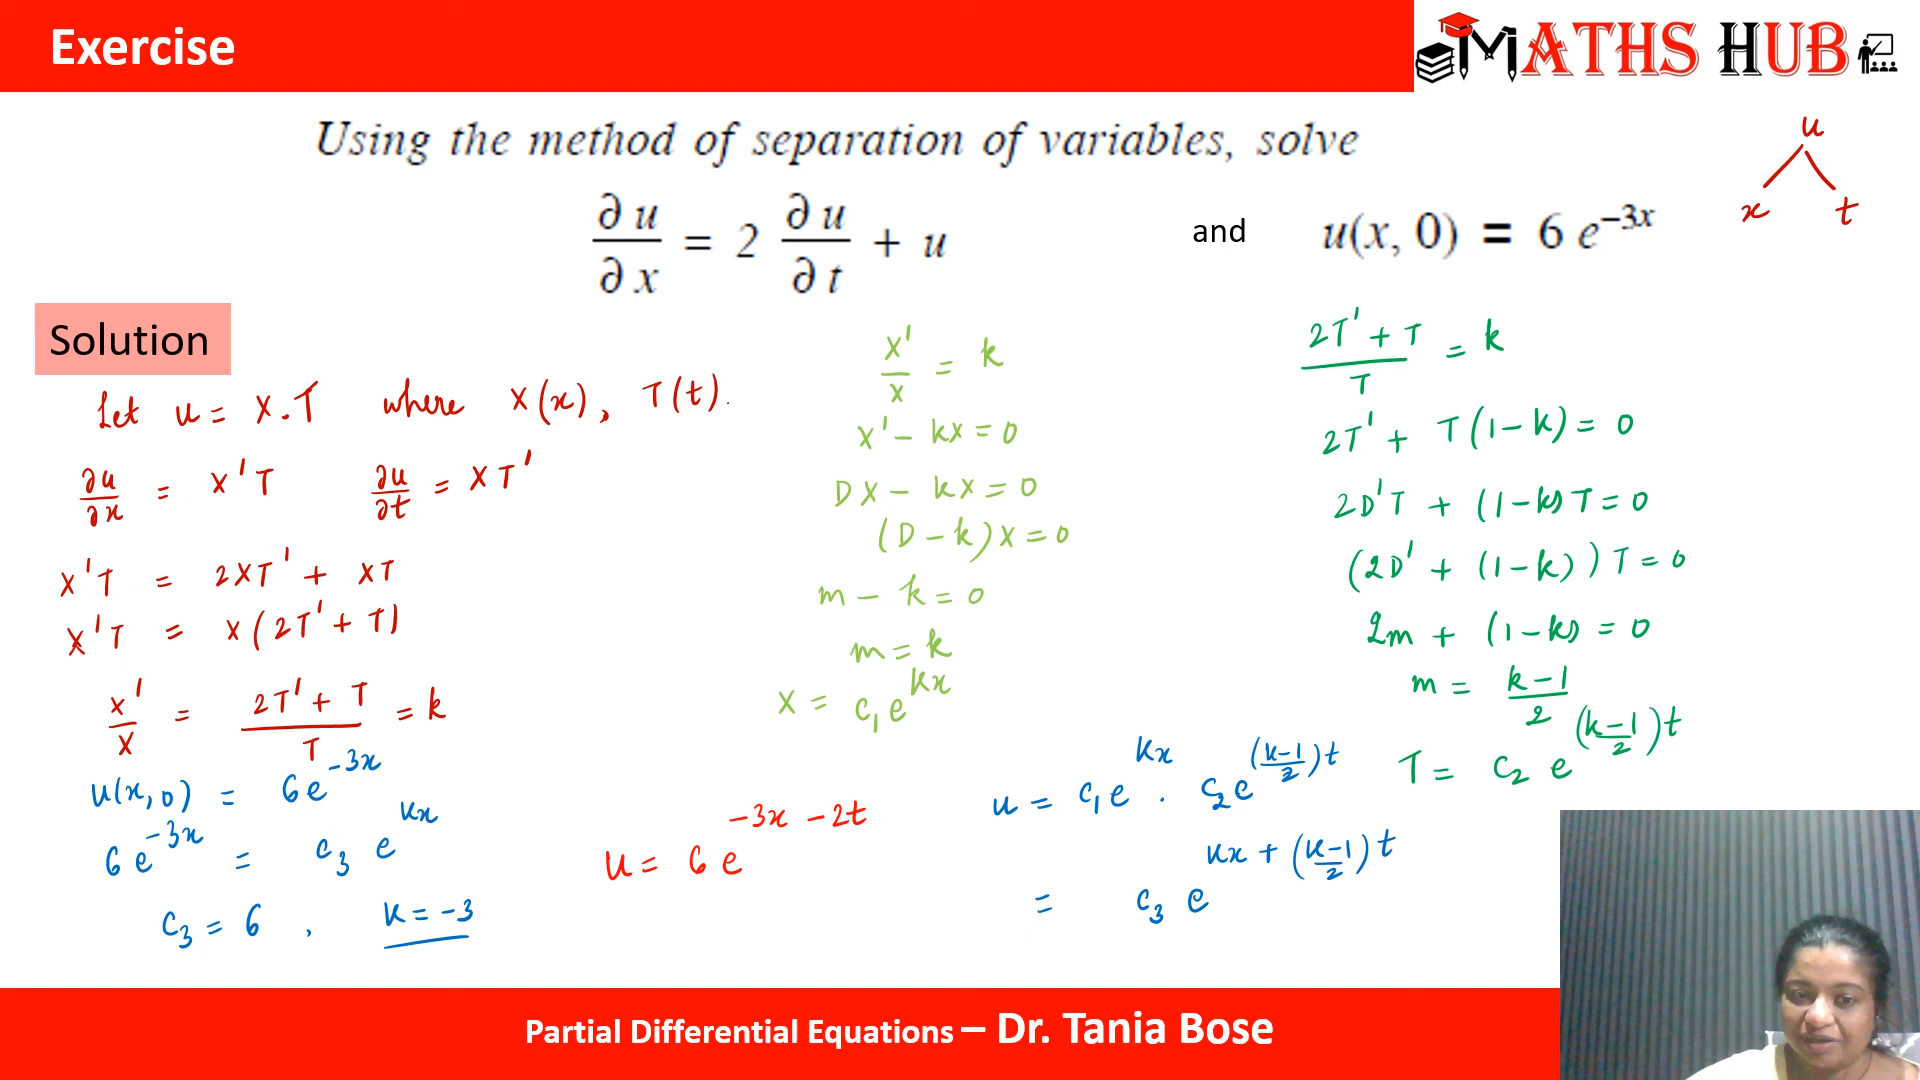 Exercise
MATHS HUB
Using the method of separation of variables, solve
∂u/∂x = 2 ∂u/∂t + u and u(x, 0) = 6 e^{-3x}
u
x t
Solution
Let u = X.T where X(x), T(t).
∂u/∂x = X'T ∂u/∂t = XT'
X'T = 2XT' + XT
X'T = X(2T' + T)
X'/X = (2T' + T)/T = k
X'/X = k
X' - kX = 0
DX - kX = 0
(D - k)X = 0
m - k = 0
m = k
X = c₁e^{kx}
(2T' + T)/T = k
2T' + T(1-k) = 0
2D'T + (1-k)T = 0
(2D' + (1-k))T = 0
2m + (1-k) = 0
m = (k-1)/2
T = c₂ e^{((k-1)/2)t}
u = c₁e^{kx} . c₂e^{((k-1)/2)t}
= c₃ e^{kx + ((k-1)/2)t}
u(x,0) = 6e^{-3x}
6e^{-3x} = c₃ e^{kx}
c₃ = 6 , k = -3
u = 6 e^{-3x-2t}
Partial Differential Equations – Dr. Tania Bose